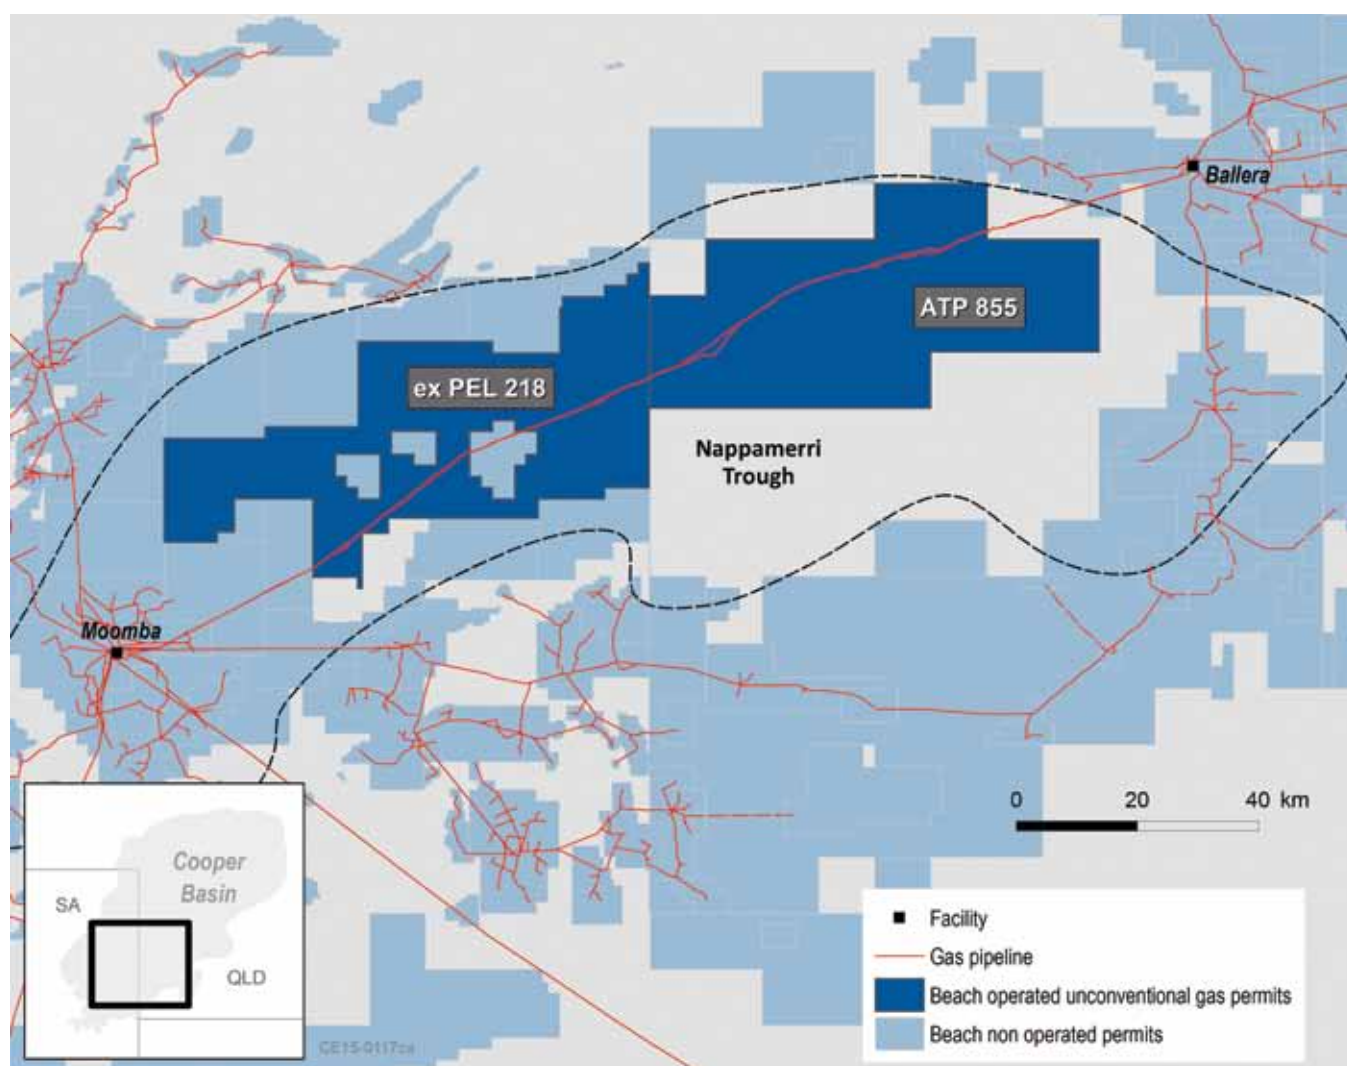 Ballera
ATP 855
ex PEL 218
Nappamerri
Trough
Moomba
0 20 40 km
Cooper
Basin
SA
QLD
CE15-0117ca
Facility
Gas pipeline
Beach operated unconventional gas permits
Beach non operated permits